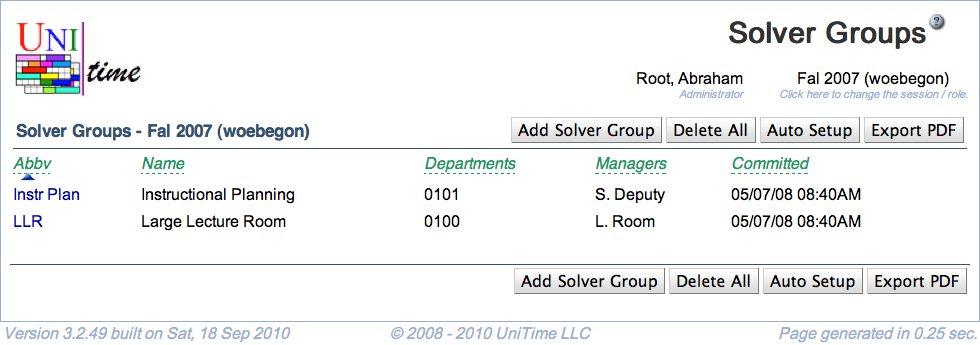 UNI
time
Solver Groups
?
Root, Abraham
Administrator
Fal 2007 (woebegon)
Click here to change the session / role.
Solver Groups - Fal 2007 (woebegon)
Add Solver Group Delete All Auto Setup Export PDF
Abbv Name Departments Managers Committed
Instr Plan Instructional Planning 0101 S. Deputy 05/07/08 08:40AM
LLR Large Lecture Room 0100 L. Room 05/07/08 08:40AM
Add Solver Group Delete All Auto Setup Export PDF
Version 3.2.49 built on Sat, 18 Sep 2010 © 2008 - 2010 UniTime LLC Page generated in 0.25 sec.